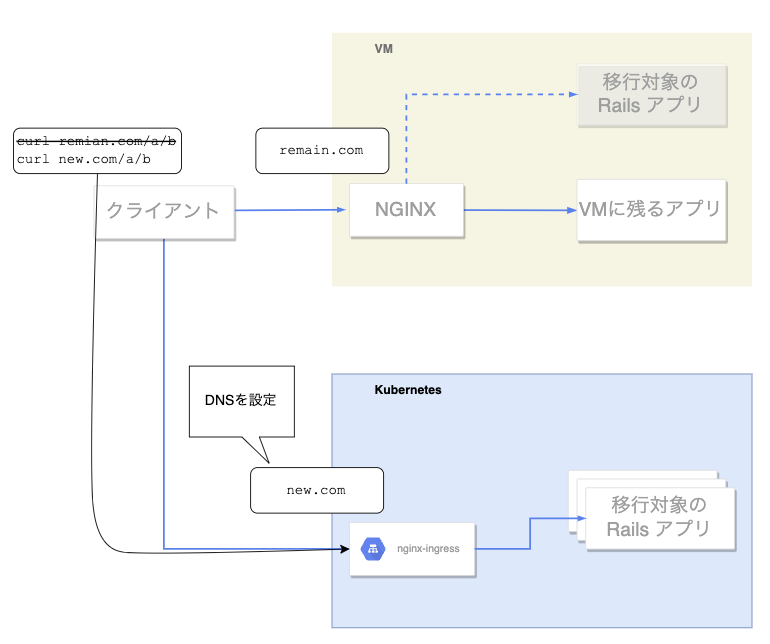 VM
移行対象の
Rails アプリ
curl remian.com/a/b
curl new.com/a/b
remain.com
クライアント
NGINX
VMに残るアプリ
DNSを設定
Kubernetes
new.com
nginx-ingress
移行対象の
Rails アプリ